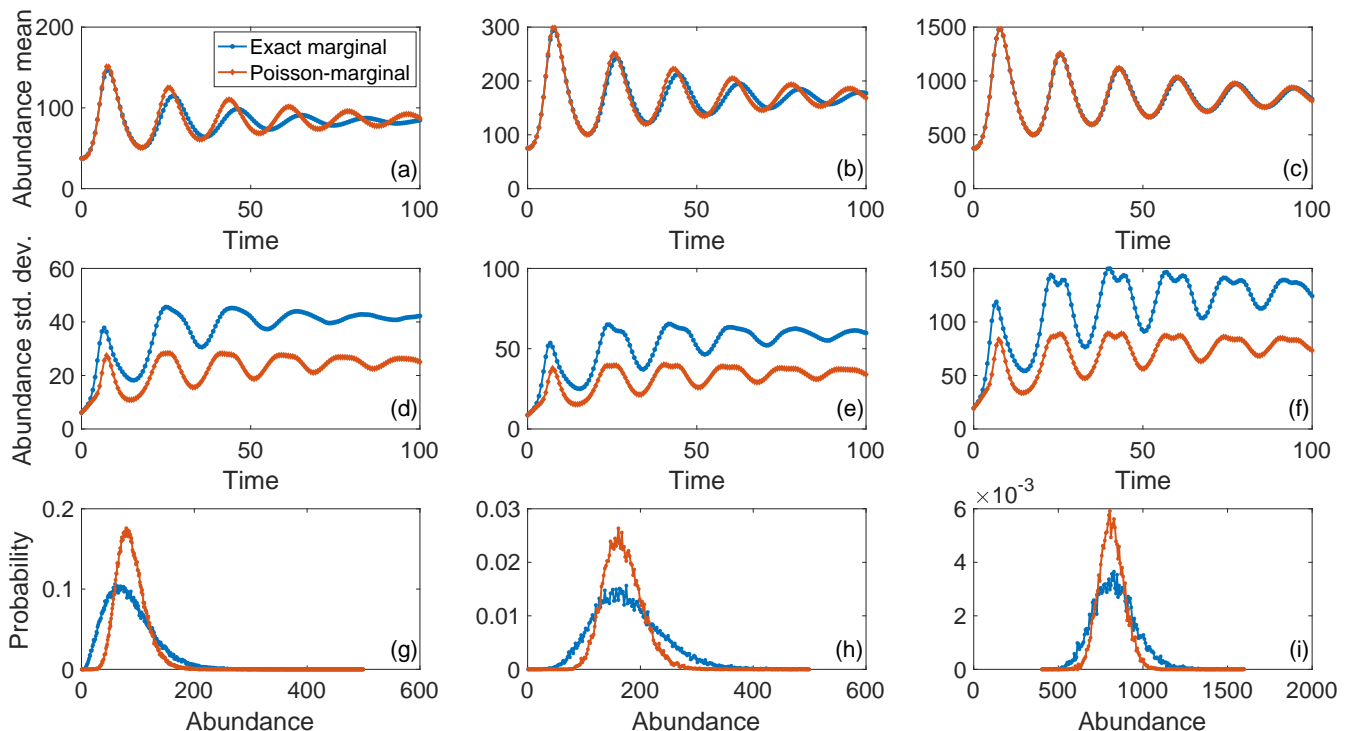 200
150
100
50
0
Abundance mean
Exact marginal
Poisson-marginal
(a)
0 50 100
Time
300
200
100
0
(b)
0 50 100
Time
1500
1000
500
0
(c)
0 50 100
Time
60
40
20
0
Abundance std. dev.
(d)
0 50 100
Time
100
50
0
(e)
0 50 100
Time
150
100
50
0
(f)
0 50 100
Time
0.2
0.1
0
Probability
(g)
0 200 400 600
Abundance
0.03
0.02
0.01
0
(h)
0 200 400 600
Abundance
×10⁻³
6
4
2
0
(i)
500 1000 1500 2000
Abundance